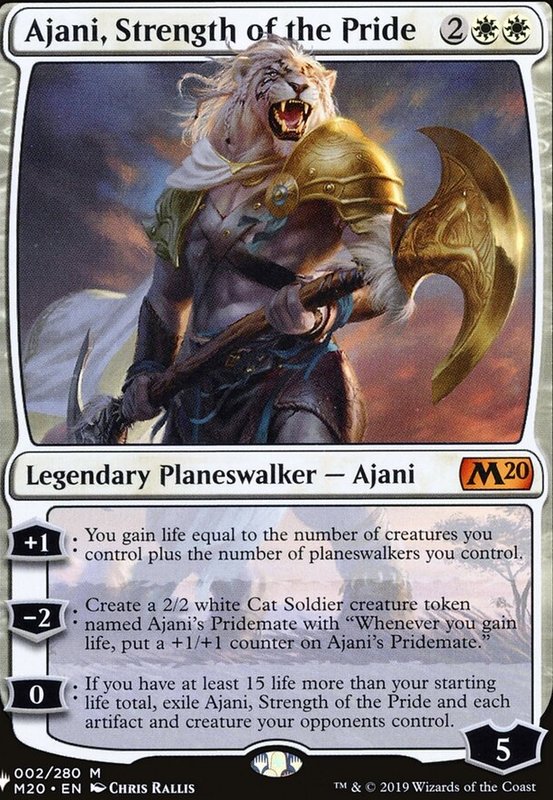 Ajani, Strength of the Pride 2
Legendary Planeswalker — Ajani M20
+1 : You gain life equal to the number of creatures you
control plus the number of planeswalkers you control.
−2 : Create a 2/2 white Cat Soldier creature token
named Ajani's Pridemate with “Whenever you gain
life, put a +1/+1 counter on Ajani's Pridemate.”
0 : If you have at least 15 life more than your starting
life total, exile Ajani, Strength of the Pride and each
artifact and creature your opponents control.
5
002/280 M
M20 • EN Chris Rallis
™ & © 2019 Wizards of the Coast